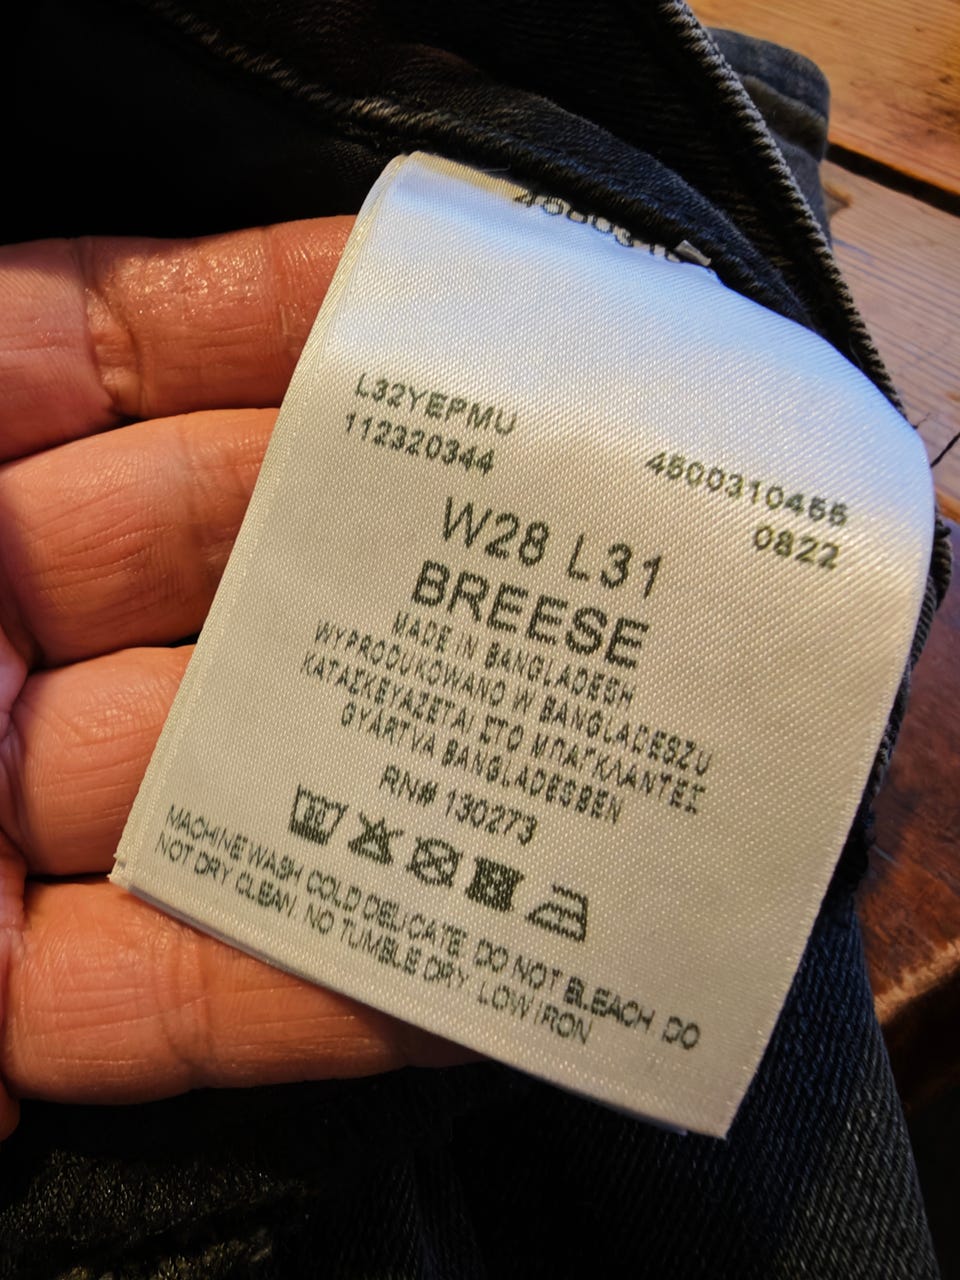 L32YEPMU
112320344
4500310466
0822
W28 L31
BREESE
MADE IN BANGLADESH
WYPRODUKOWANO W BANGLADESZU
ΚΑΤΑΣΚΕΥΑΖΕΤΑΙ ΣΤΟ ΜΠΑΓΚΛΑΝΤΕΣ
GYÁRTVA BANGLADESBEN
RN# 130273
MACHINE WASH COLD DELICATE. DO NOT BLEACH. DO
NOT DRY CLEAN. NO TUMBLE DRY. LOW IRON